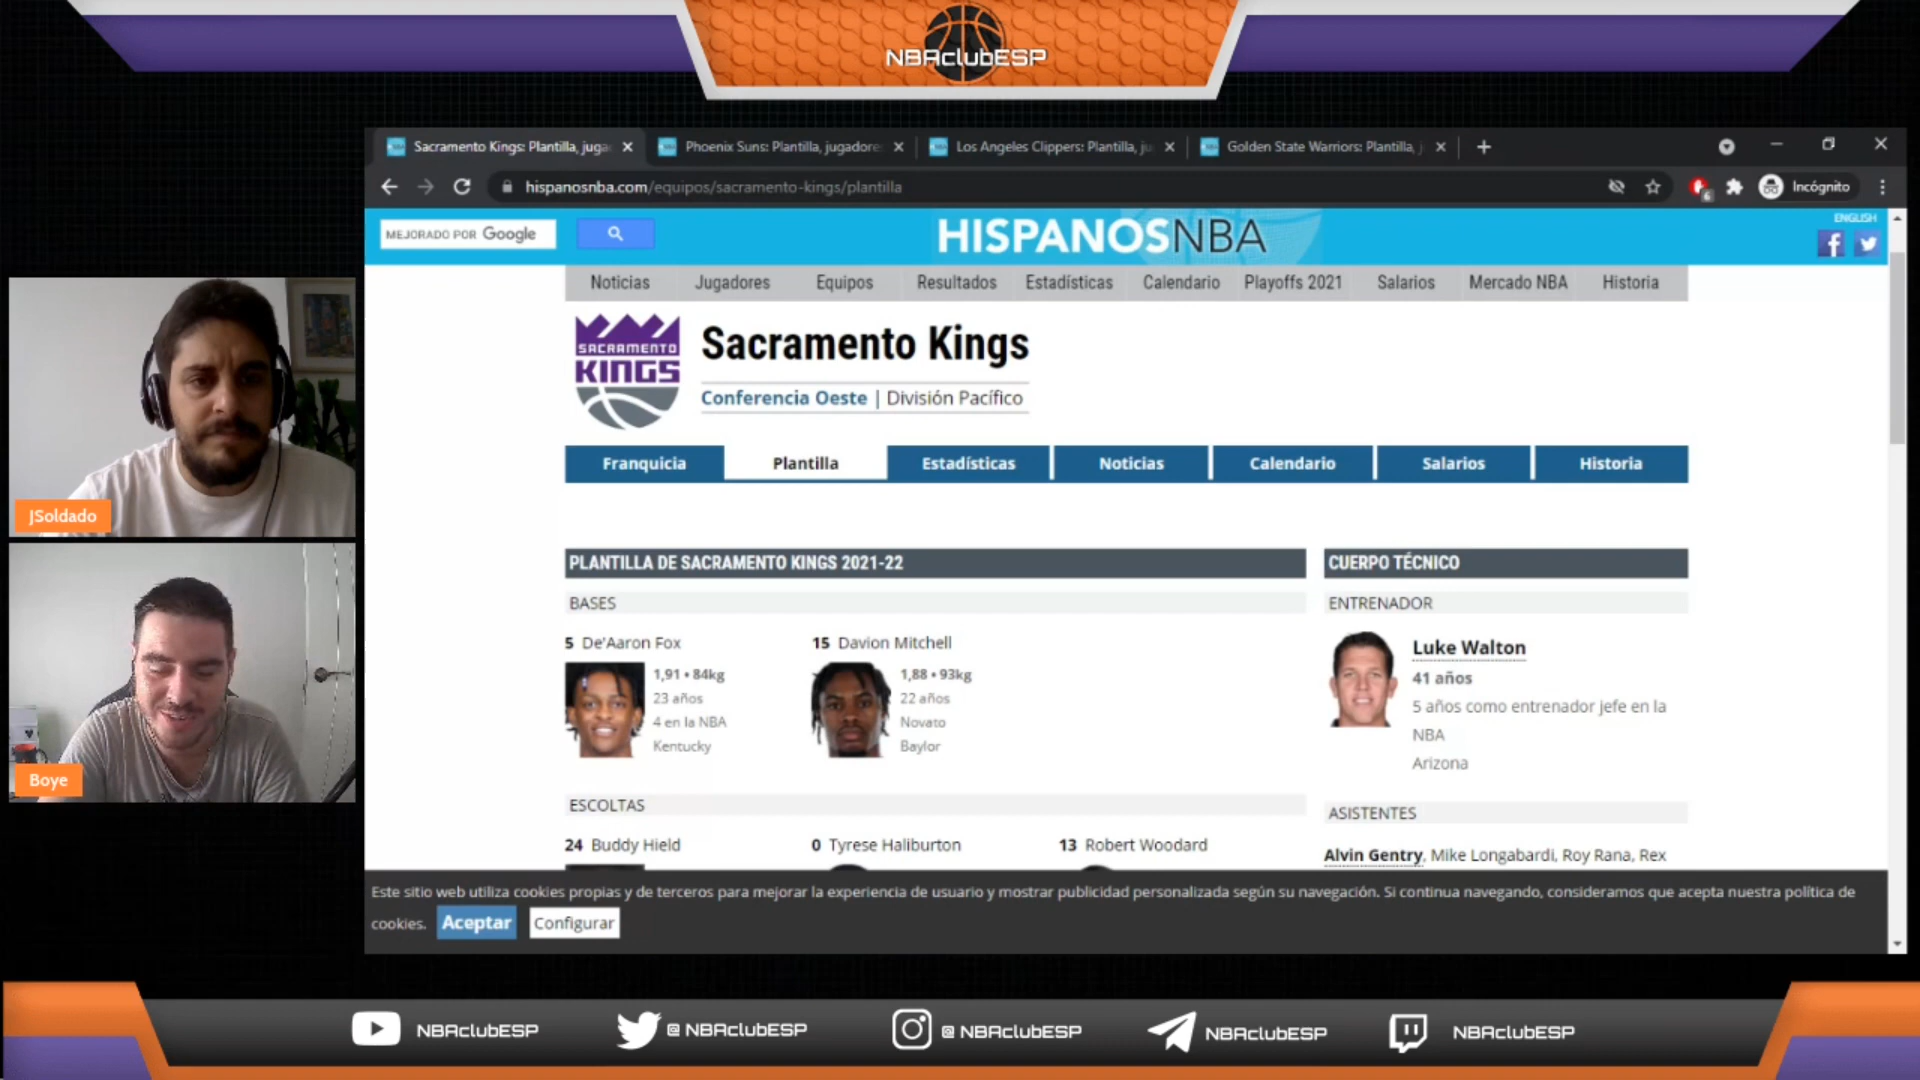 NBAclubESP
Sacramento Kings: Plantilla, juga
Phoenix Suns: Plantilla, jugadore
Los Angeles Clippers: Plantilla, ju
Golden State Warriors: Plantilla, j
hispanosnba.com/equipos/sacramento-kings/plantilla
Incógnito
MEJORADO POR Google
HISPANOSNBA
ENGLISH
Noticias Jugadores Equipos Resultados Estadísticas Calendario Playoffs 2021 Salarios Mercado NBA Historia
SACRAMENTO
KINGS
Sacramento Kings
Conferencia Oeste | División Pacífico
Franquicia Plantilla Estadísticas Noticias Calendario Salarios Historia
PLANTILLA DE SACRAMENTO KINGS 2021-22
BASES
5 De'Aaron Fox
1,91 • 84kg
23 años
4 en la NBA
Kentucky
15 Davion Mitchell
1,88 • 93kg
22 años
Novato
Baylor
ESCOLTAS
24 Buddy Hield
0 Tyrese Haliburton
13 Robert Woodard
CUERPO TÉCNICO
ENTRENADOR
Luke Walton
41 años
5 años como entrenador jefe en la
NBA
Arizona
ASISTENTES
Alvin Gentry, Mike Longabardi, Roy Rana, Rex
Este sitio web utiliza cookies propias y de terceros para mejorar la experiencia de usuario y mostrar publicidad personalizada según su navegación. Si continua navegando, consideramos que acepta nuestra política de
cookies. Aceptar Configurar
JSoldado
Boye
NBAclubESP
@ NBAclubESP
@ NBAclubESP
NBAclubESP
NBAclubESP